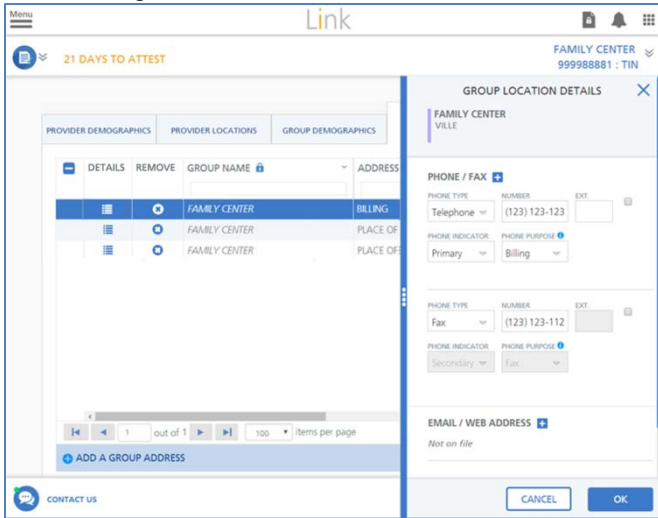 Menu
Link
21 DAYS TO ATTEST
FAMILY CENTER
999988881 : TIN
PROVIDER DEMOGRAPHICS
PROVIDER LOCATIONS
GROUP DEMOGRAPHICS
DETAILS REMOVE GROUP NAME ADDRESS
FAMILY CENTER BILLING
FAMILY CENTER PLACE OF
FAMILY CENTER PLACE OF
1 out of 1 100 items per page
ADD A GROUP ADDRESS
CONTACT US
GROUP LOCATION DETAILS
FAMILY CENTER
VILLE
PHONE / FAX
PHONE TYPE NUMBER EXT.
Telephone (123) 123-123
PHONE INDICATOR PHONE PURPOSE
Primary Billing
PHONE TYPE NUMBER EXT.
Fax (123) 123-112
PHONE INDICATOR PHONE PURPOSE
Secondary Fax
EMAIL / WEB ADDRESS
Not on file
CANCEL OK